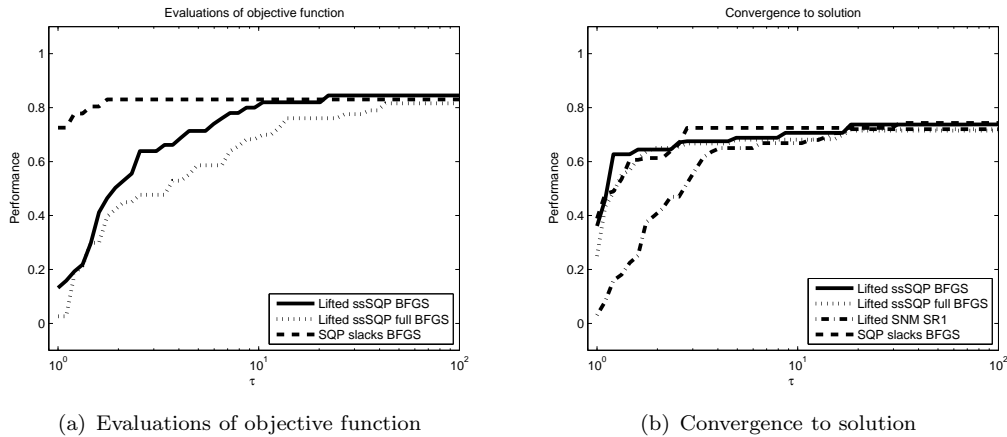 Evaluations of objective function
1
0.8
0.6
0.4
0.2
0
Performance
10^0
10^1
10^2
τ
Lifted ssSQP BFGS
Lifted ssSQP full BFGS
SQP slacks BFGS
(a) Evaluations of objective function
Convergence to solution
1
0.8
0.6
0.4
0.2
0
Performance
10^0
10^1
10^2
τ
Lifted ssSQP BFGS
Lifted ssSQP full BFGS
Lifted SNM SR1
SQP slacks BFGS
(b) Convergence to solution